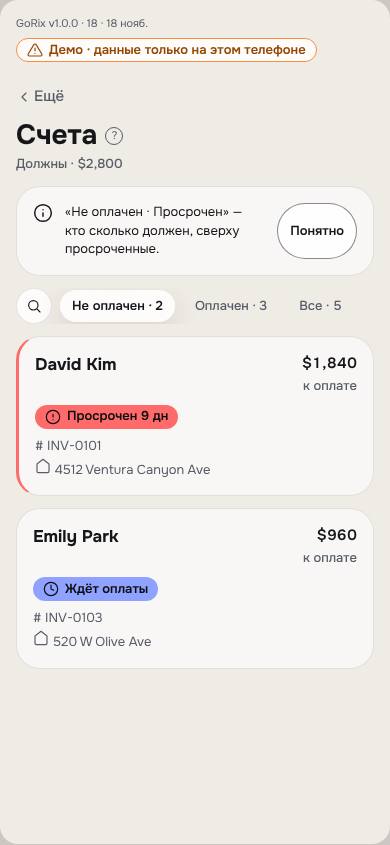 GoRix v1.0.0 · 18 · 18 нояб.
Демо · данные только на этом телефоне
Ещё
Счета ?
Должны · $2,800
«Не оплачен · Просрочен» —
кто сколько должен, сверху
просроченные.
Понятно
Не оплачен · 2 Оплачен · 3 Все · 5
David Kim $1,840
к оплате
Просрочен 9 дн
# INV-0101
4512 Ventura Canyon Ave
Emily Park $960
к оплате
Ждёт оплаты
# INV-0103
520 W Olive Ave